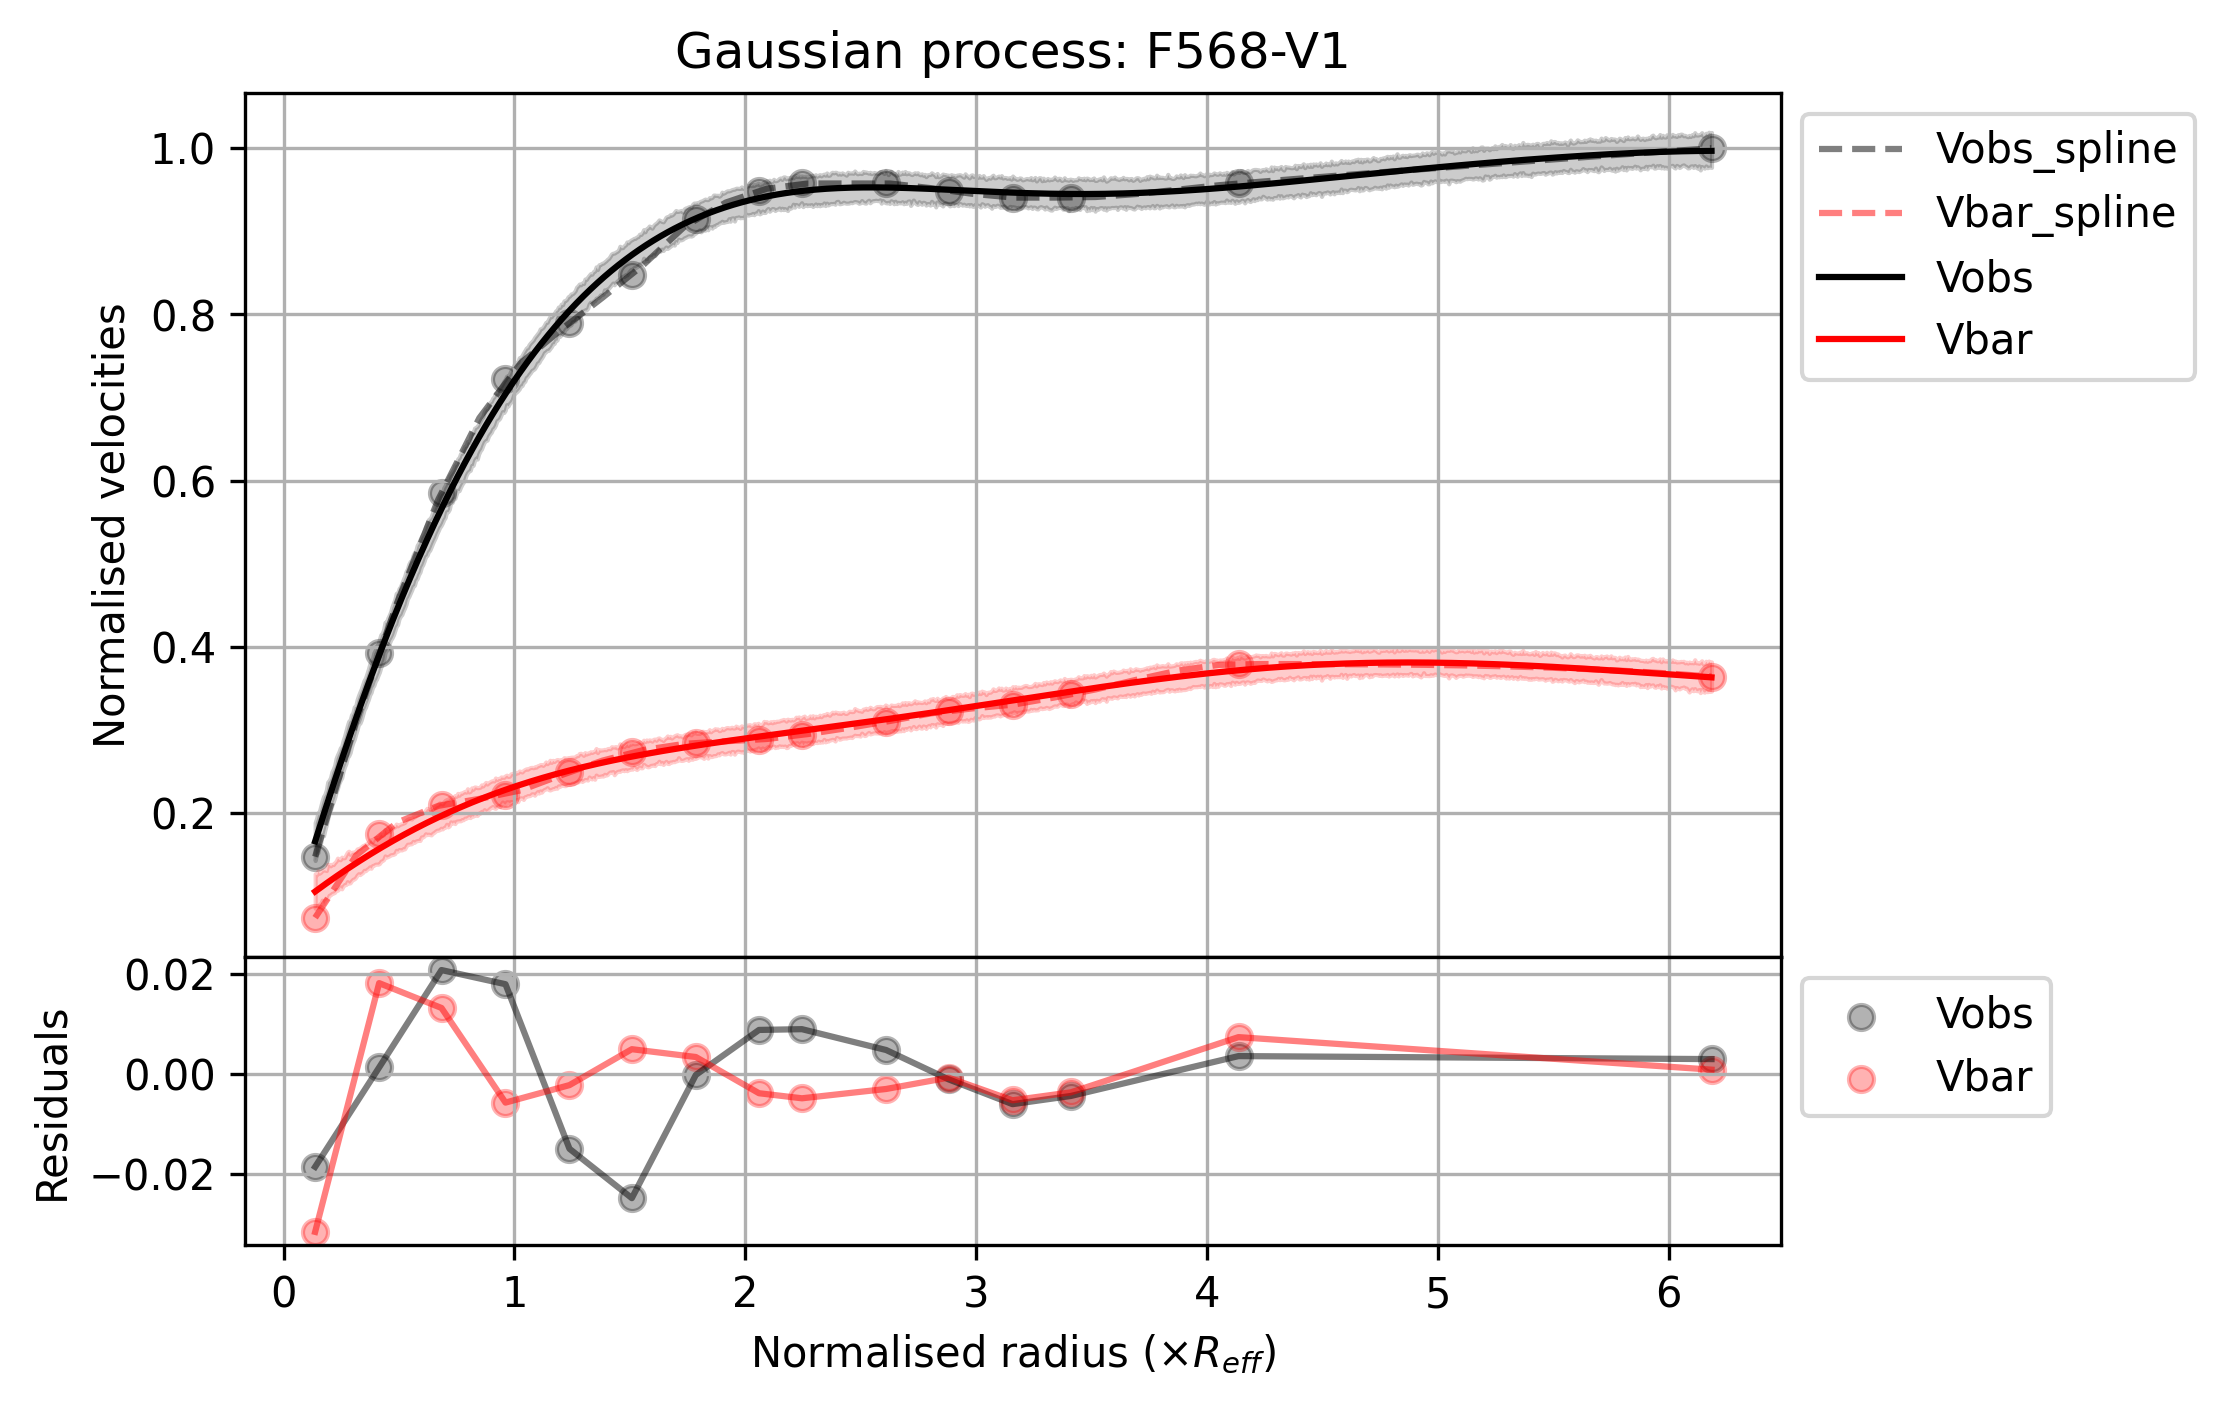 Gaussian process: F568-V1
1.0
0.8
0.6
0.4
0.2
Normalised velocities
Vobs_spline
Vbar_spline
Vobs
Vbar
0.02
0.00
−0.02
Residuals
Vobs
Vbar
0 1 2 3 4 5 6
Normalised radius (×R_eff)